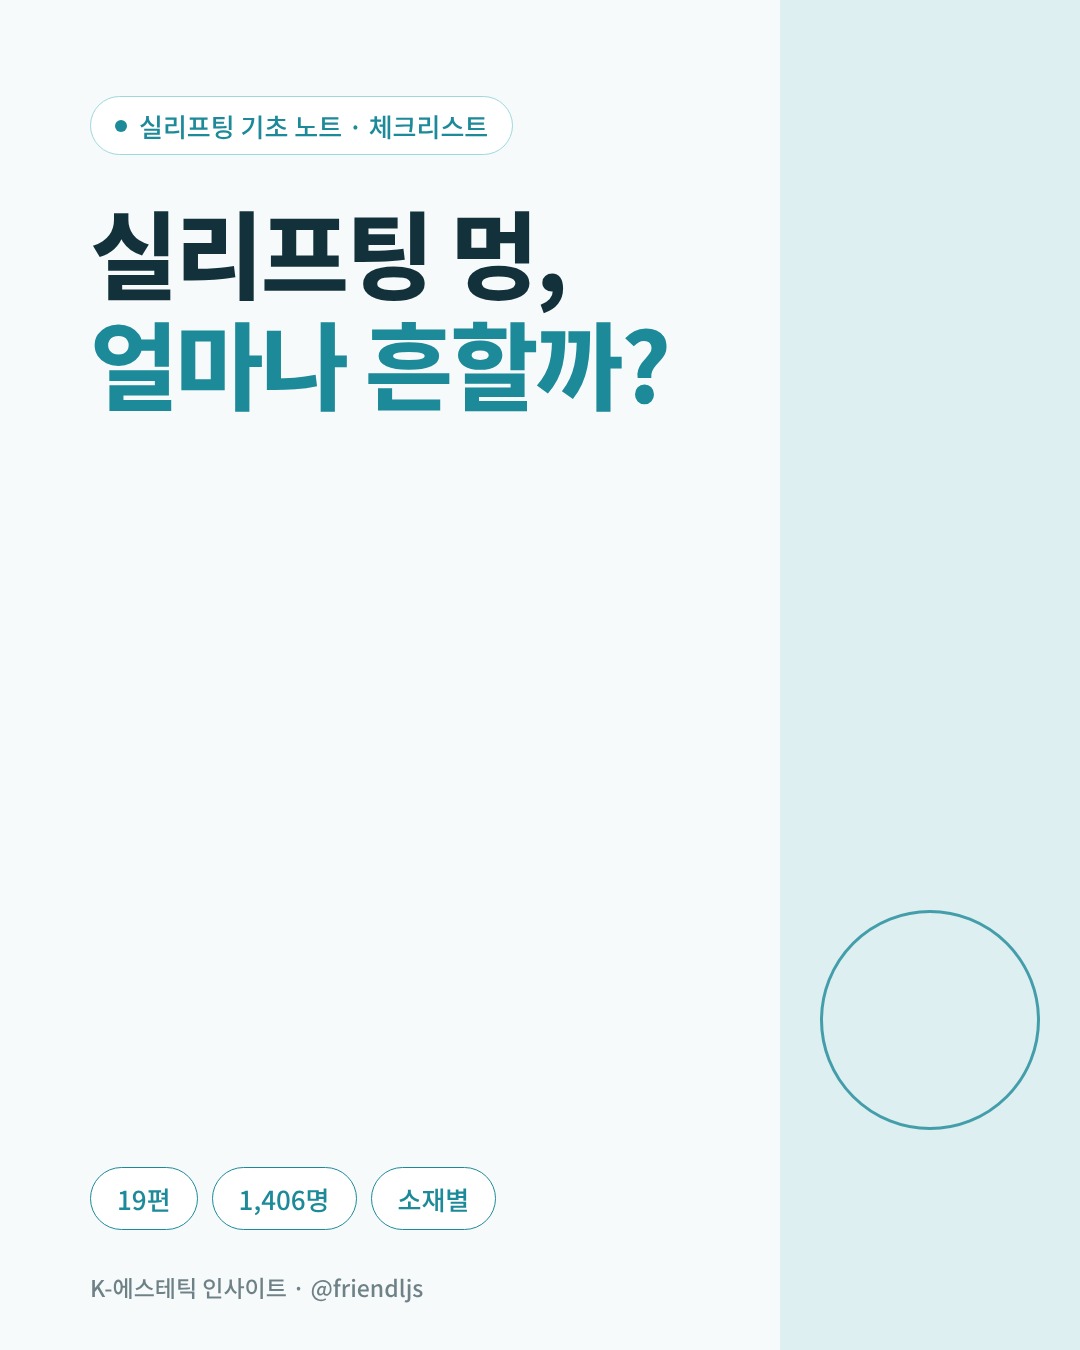 실리프팅 기초 노트 · 체크리스트
실리프팅 멍,
얼마나 흔할까?
19편 1,406명 소재별
K-에스테틱 인사이트 · @friendljs